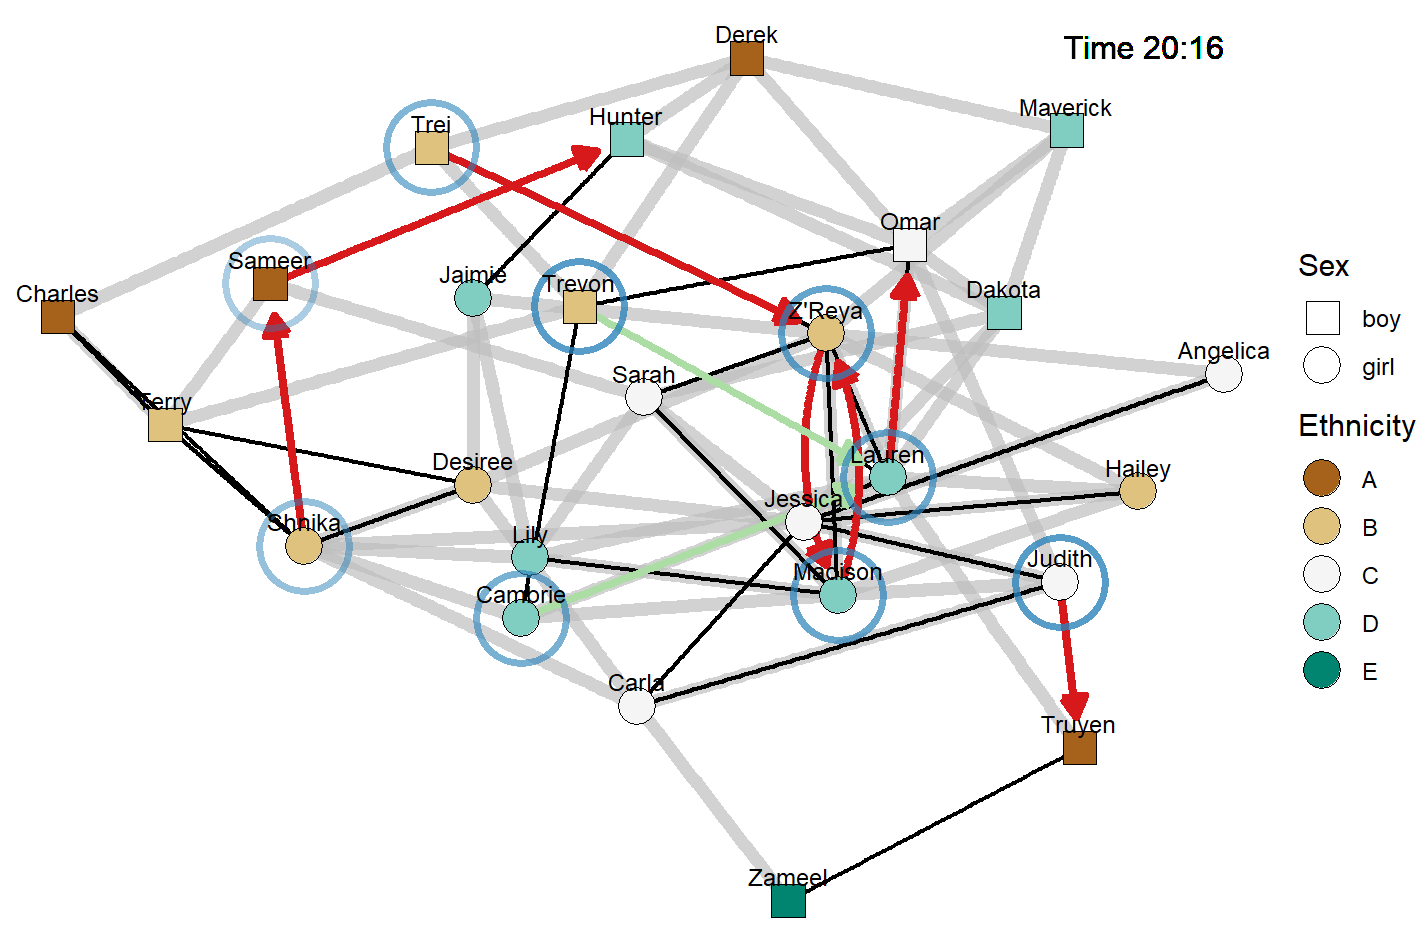 Derek
Time 20:16
Maverick
Hunter
Trei
Omar
Sameer
Jaimie
Trevon
Dakota
Charles
Z'Reya
Sex
boy
girl
Angelica
Sarah
Terry
Ethnicity
A
B
C
D
E
Desiree
Lauren
Hailey
Jessica
Shnika
Lily
Madison
Judith
Cambrie
Carla
Truyen
Zameel